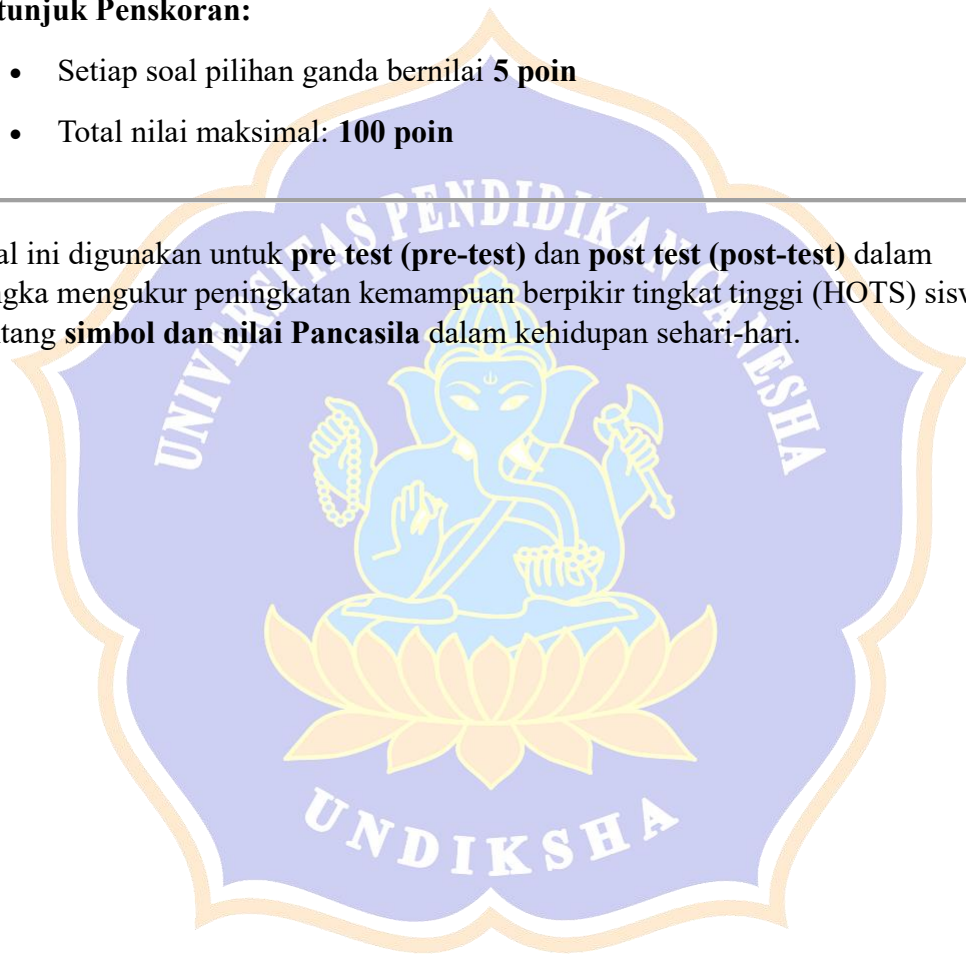 tunjuk Penskoran:
• Setiap soal pilihan ganda bernilai 5 poin
• Total nilai maksimal: 100 poin
UNIVERSITAS PENDIDIKAN GANESHA
al ini digunakan untuk pre test (pre-test) dan post test (post-test) dalam
ngka mengukur peningkatan kemampuan berpikir tingkat tinggi (HOTS) sisw
tang simbol dan nilai Pancasila dalam kehidupan sehari-hari.
UNDIKSHA